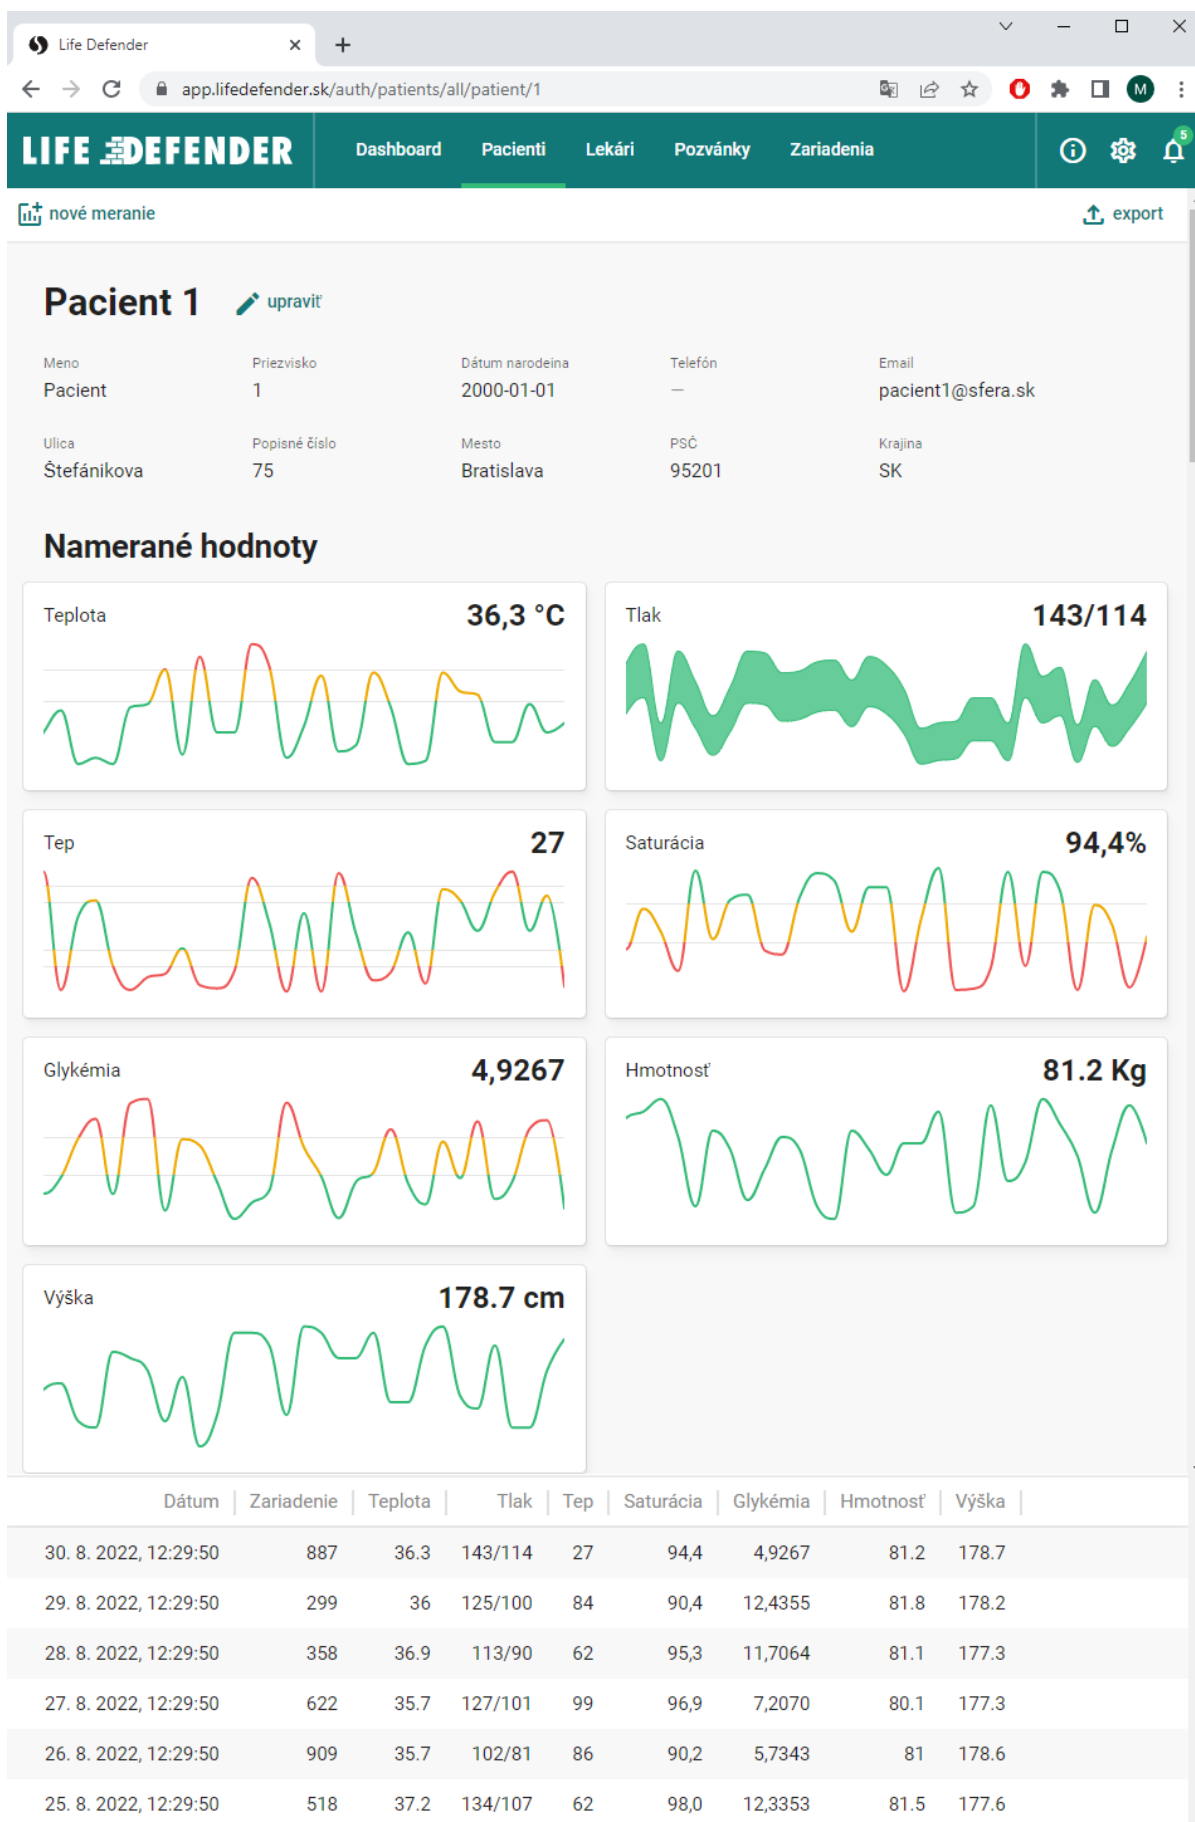 Life Defender
app.lifedefender.sk/auth/patients/all/patient/1
M
LIFE DEFENDER
Dashboard Pacienti Lekári Pozvánky Zariadenia
5
nové meranie export
Pacient 1 upraviť
Meno Priezvisko Dátum narodeina Telefón Email
Pacient 1 2000-01-01 — pacient1@sfera.sk
Ulica Popisné číslo Mesto PSČ Krajina
Štefánikova 75 Bratislava 95201 SK
Namerané hodnoty
Teplota 36,3 °C
Tlak 143/114
Tep 27
Saturácia 94,4%
Glykémia 4,9267
Hmotnosť 81.2 Kg
Výška 178.7 cm
Dátum Zariadenie Teplota Tlak Tep Saturácia Glykémia Hmotnosť Výška
30. 8. 2022, 12:29:50 887 36.3 143/114 27 94,4 4,9267 81.2 178.7
29. 8. 2022, 12:29:50 299 36 125/100 84 90,4 12,4355 81.8 178.2
28. 8. 2022, 12:29:50 358 36.9 113/90 62 95,3 11,7064 81.1 177.3
27. 8. 2022, 12:29:50 622 35.7 127/101 99 96,9 7,2070 80.1 177.3
26. 8. 2022, 12:29:50 909 35.7 102/81 86 90,2 5,7343 81 178.6
25. 8. 2022, 12:29:50 518 37.2 134/107 62 98,0 12,3353 81.5 177.6